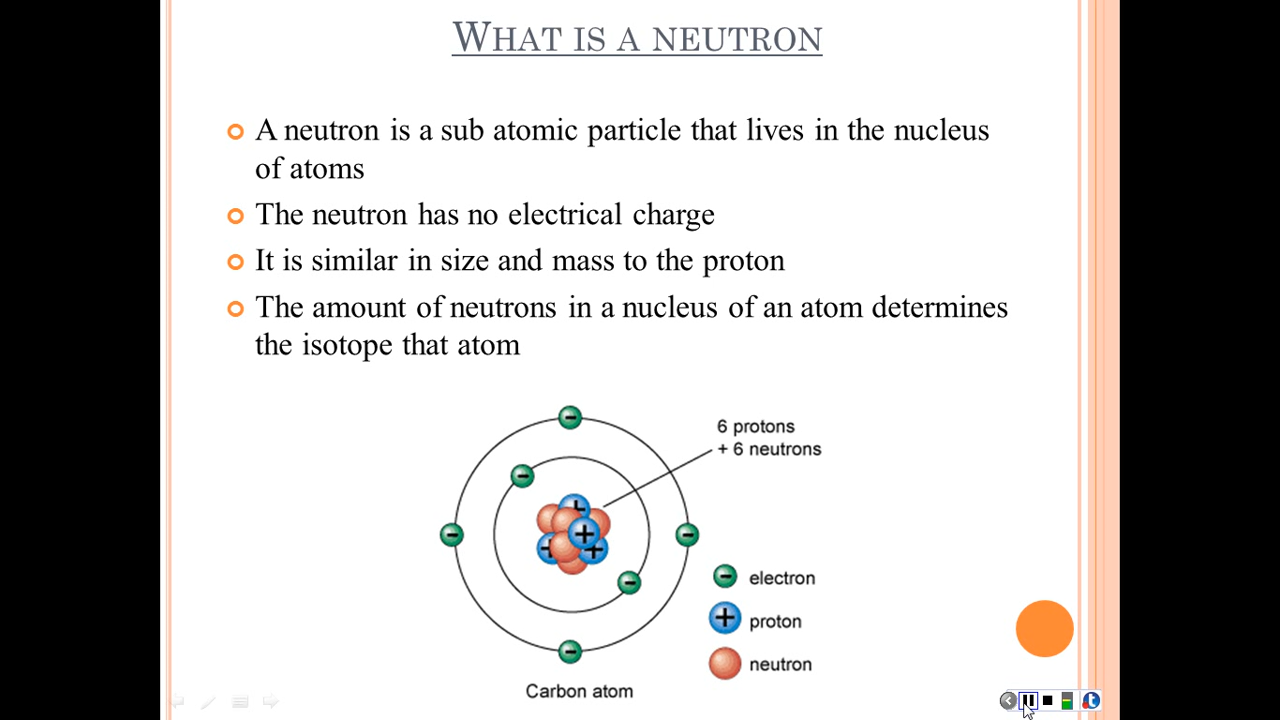 WHAT IS A NEUTRON
A neutron is a sub atomic particle that lives in the nucleus
of atoms
The neutron has no electrical charge
It is similar in size and mass to the proton
The amount of neutrons in a nucleus of an atom determines
the isotope that atom
6 protons
+ 6 neutrons
electron
proton
neutron
Carbon atom